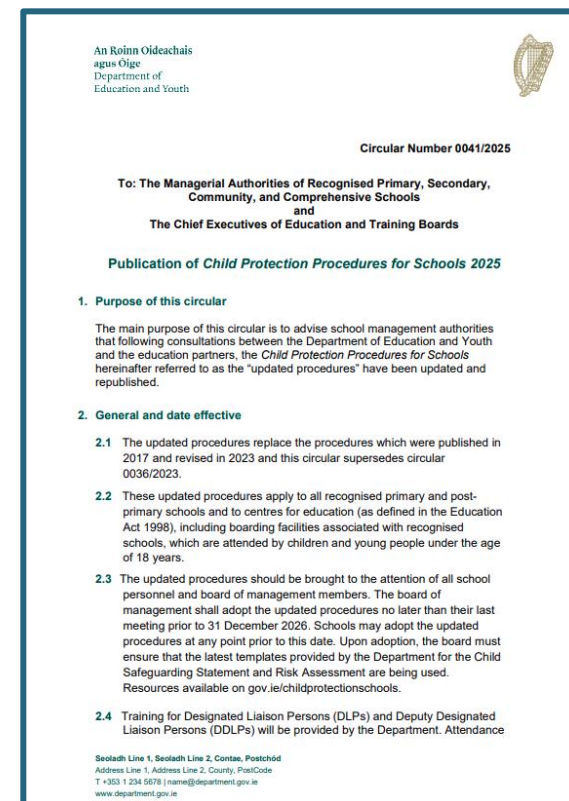 An Roinn Oideachais
agus Óige
Department of
Education and Youth
Circular Number 0041/2025
To: The Managerial Authorities of Recognised Primary, Secondary,
Community, and Comprehensive Schools
and
The Chief Executives of Education and Training Boards
Publication of Child Protection Procedures for Schools 2025
1. Purpose of this circular
The main purpose of this circular is to advise school management authorities
that following consultations between the Department of Education and Youth
and the education partners, the Child Protection Procedures for Schools
hereinafter referred to as the “updated procedures” have been updated and
republished.
2. General and date effective
2.1 The updated procedures replace the procedures which were published in
2017 and revised in 2023 and this circular supersedes circular
0036/2023.
2.2 These updated procedures apply to all recognised primary and post-
primary schools and to centres for education (as defined in the Education
Act 1998), including boarding facilities associated with recognised
schools, which are attended by children and young people under the age
of 18 years.
2.3 The updated procedures should be brought to the attention of all school
personnel and board of management members. The board of
management shall adopt the updated procedures no later than their last
meeting prior to 31 December 2026. Schools may adopt the updated
procedures at any point prior to this date. Upon adoption, the board must
ensure that the latest templates provided by the Department for the Child
Safeguarding Statement and Risk Assessment are being used.
Resources available on gov.ie/childprotectionschools.
2.4 Training for Designated Liaison Persons (DLPs) and Deputy Designated
Liaison Persons (DDLPs) will be provided by the Department. Attendance
Seoladh Line 1, Seoladh Line 2, Contae, Postchód
Address Line 1, Address Line 2, County, PostCode
T +353 1 234 5678 | name@department.gov.ie
www.department.gov.ie